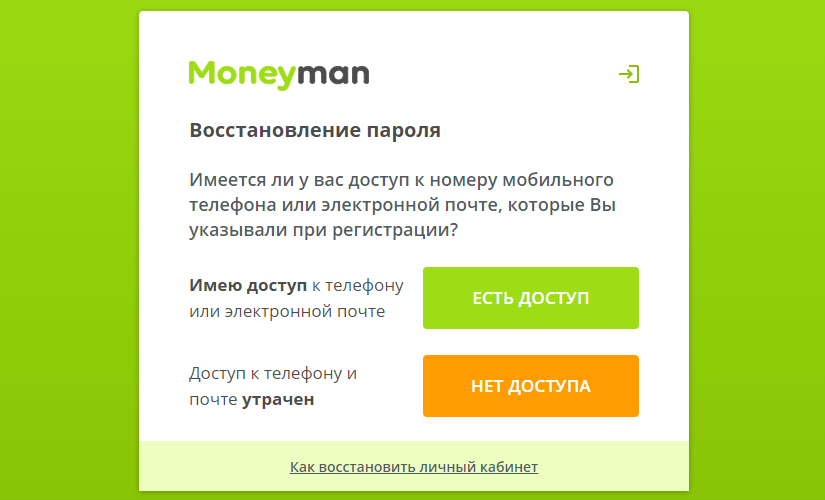 Moneyman
Восстановление пароля
Имеется ли у вас доступ к номеру мобильного
телефона или электронной почте, которые Вы
указывали при регистрации?
Имею доступ к телефону
или электронной почте
ЕСТЬ ДОСТУП
Доступ к телефону и
почте утрачен
НЕТ ДОСТУПА
Как восстановить личный кабинет